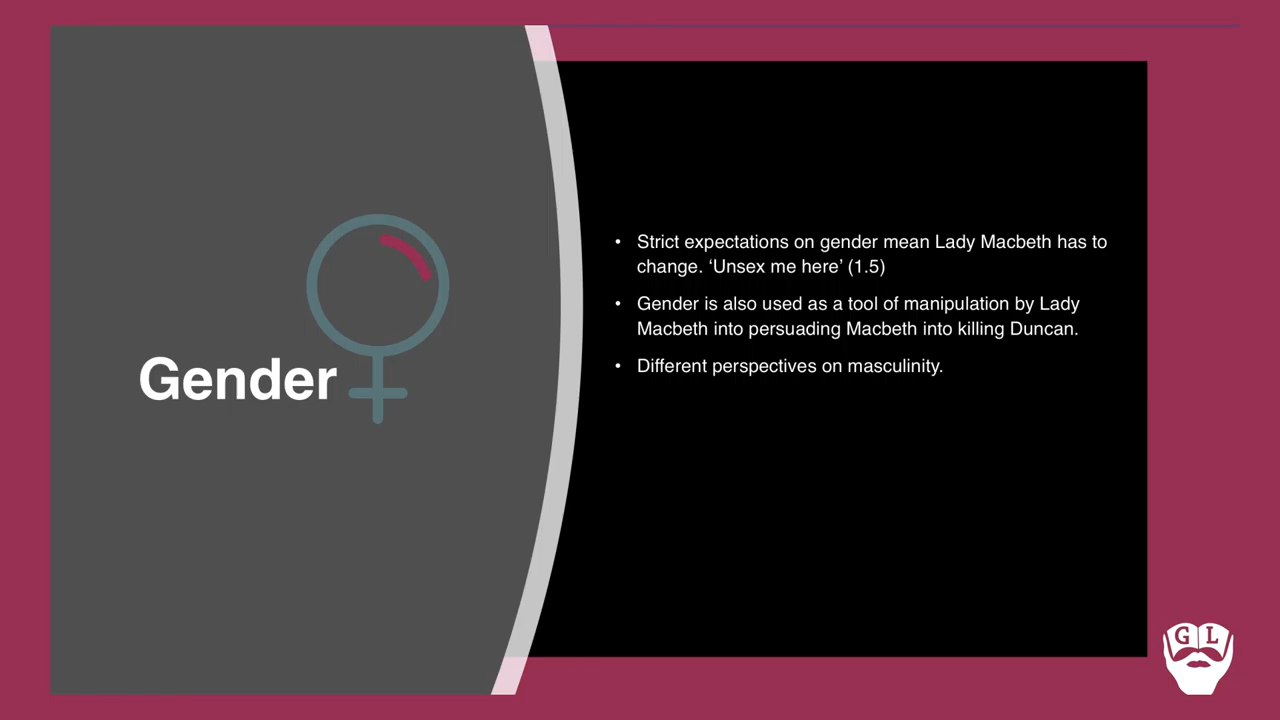 Gender
• Strict expectations on gender mean Lady Macbeth has to
change. ‘Unsex me here’ (1.5)
• Gender is also used as a tool of manipulation by Lady
Macbeth into persuading Macbeth into killing Duncan.
• Different perspectives on masculinity.
G L